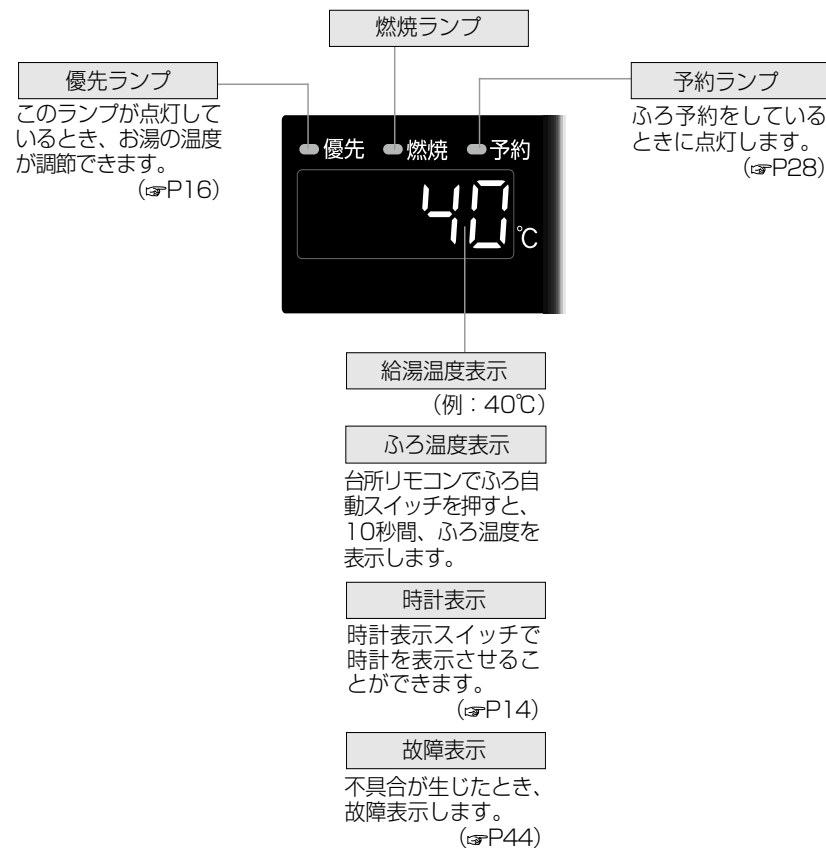 燃焼ランプ
優先ランプ
このランプが点灯して
いるとき、お湯の温度
が調節できます。
(☞P16)
予約ランプ
ふろ予約をしている
ときに点灯します。
(☞P28)
優先 燃焼 予約
40℃
給湯温度表示
(例：40℃)
ふろ温度表示
台所リモコンでふろ自
動スイッチを押すと、
10秒間、ふろ温度を
表示します。
時計表示
時計表示スイッチで
時計を表示させるこ
とができます。
(☞P14)
故障表示
不具合が生じたとき、
故障表示します。
(☞P44)